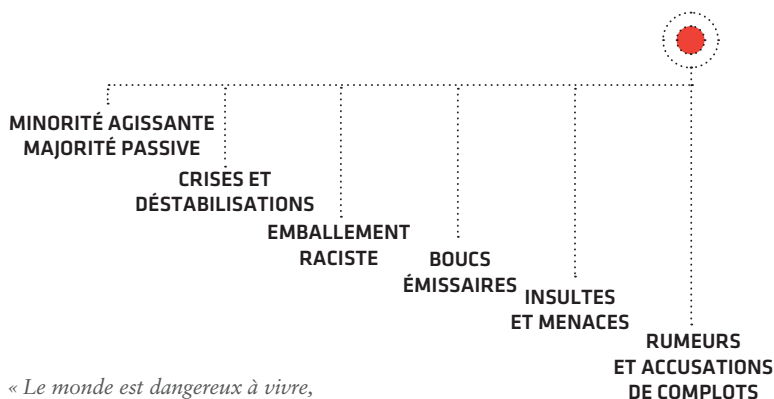 MINORITÉ AGISSANTE
MAJORITÉ PASSIVE
CRISES ET
DÉSTABILISATIONS
EMBALLEMENT
RACISTE
BOUCS
ÉMISSAIRES
INSULTES
ET MENACES
RUMEURS
ET ACCUSATIONS
DE COMPLOTS
« Le monde est dangereux à vivre,